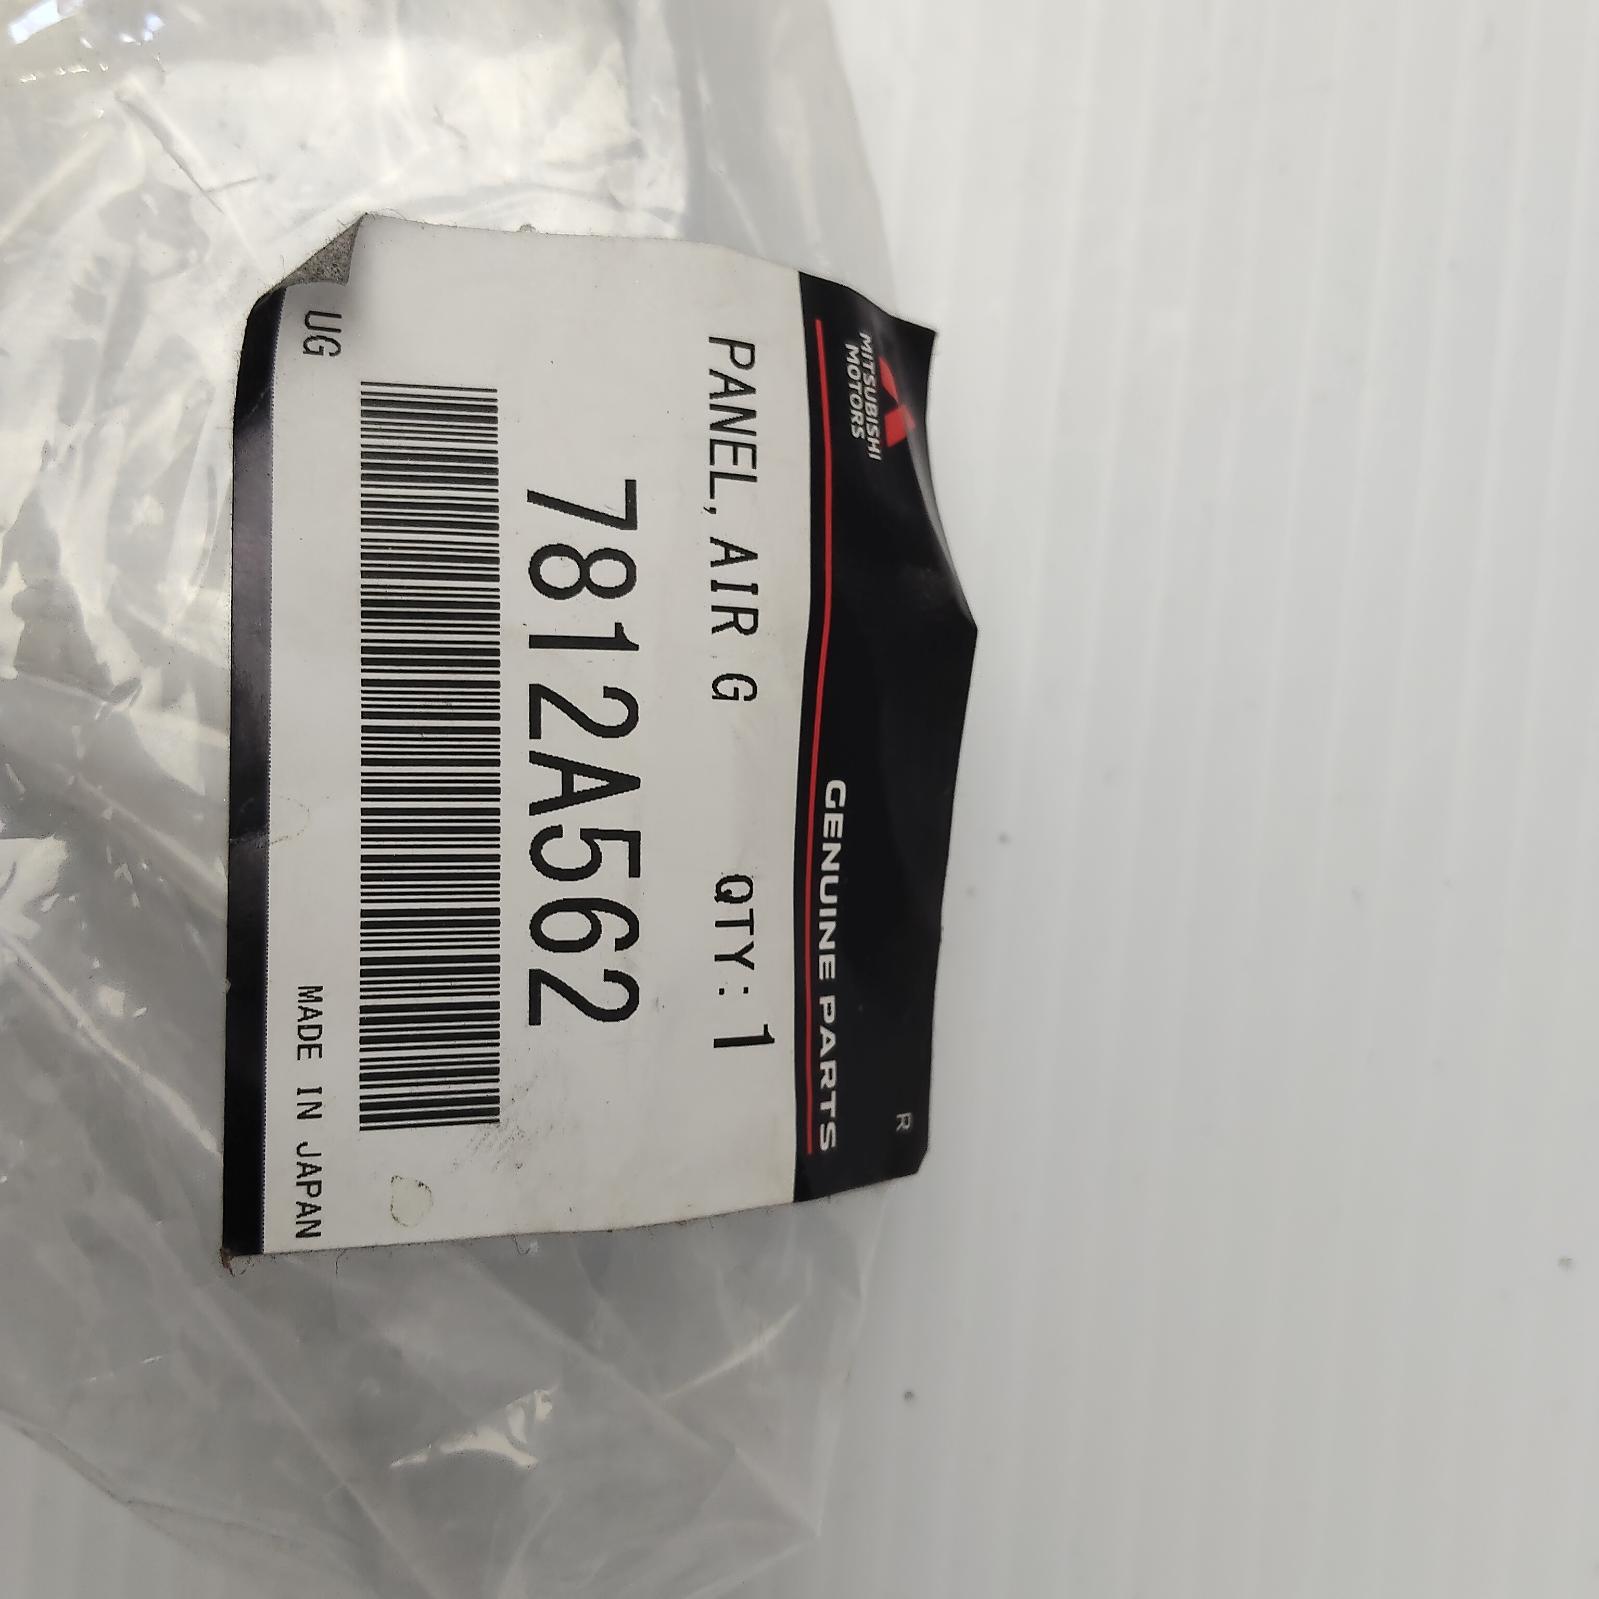 MITSUBISHI
MOTORS
R
GENUINE PARTS
PANEL, AIR G QTY: 1
7812A562
UG MADE IN JAPAN